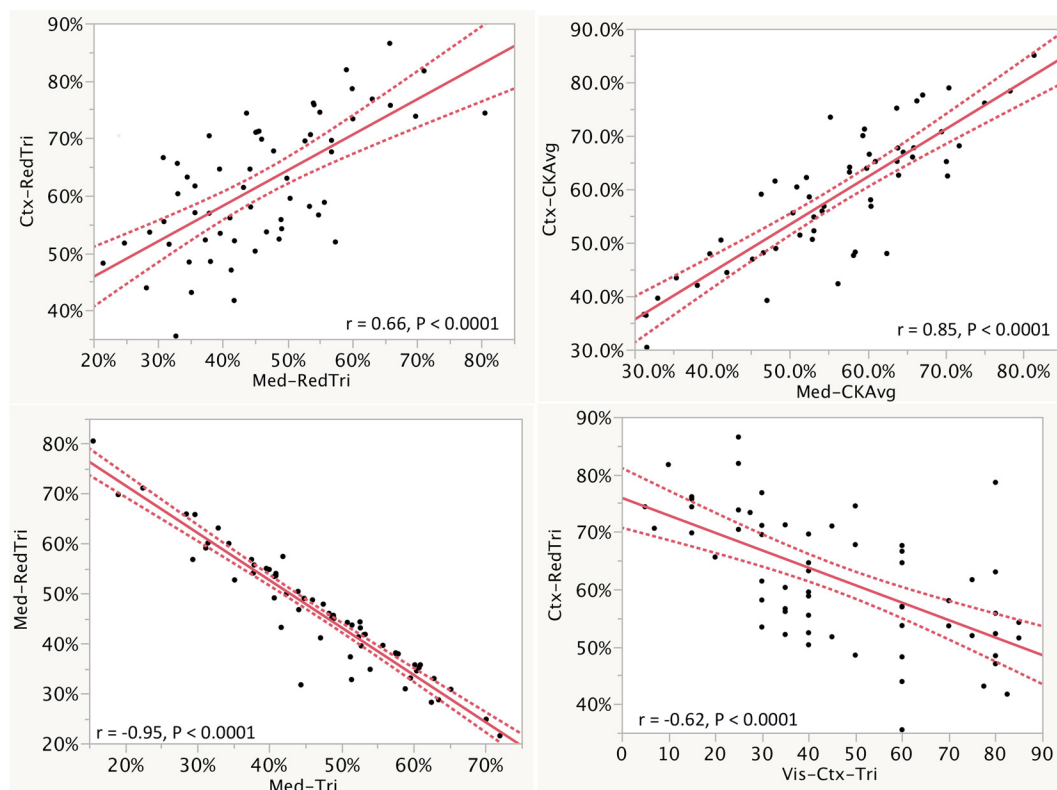 90%
80%
70%
60%
50%
40%
Ctx-RedTri
r = 0.66, P < 0.0001
20% 30% 40% 50% 60% 70% 80%
Med-RedTri
90.0%
80.0%
70.0%
60.0%
50.0%
40.0%
30.0%
Ctx-CKAvg
r = 0.85, P < 0.0001
30.0% 40.0% 50.0% 60.0% 70.0% 80.0%
Med-CKAvg
80%
70%
60%
50%
40%
30%
20%
Med-RedTri
r = -0.95, P < 0.0001
20% 30% 40% 50% 60% 70%
Med-Tri
90%
80%
70%
60%
50%
40%
Ctx-RedTri
r = -0.62, P < 0.0001
0 10 20 30 40 50 60 70 80 90
Vis-Ctx-Tri